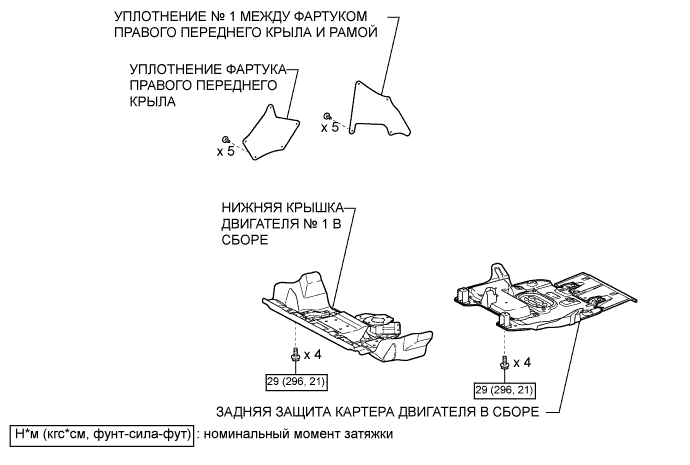 УПЛОТНЕНИЕ № 1 МЕЖДУ ФАРТУКОМ
ПРАВОГО ПЕРЕДНЕГО КРЫЛА И РАМОЙ
УПЛОТНЕНИЕ ФАРТУКА
ПРАВОГО ПЕРЕДНЕГО
КРЫЛА
x 5
x 5
НИЖНЯЯ КРЫШКА
ДВИГАТЕЛЯ № 1 В
СБОРЕ
x 4
29 (296, 21)
x 4
29 (296, 21)
ЗАДНЯЯ ЗАЩИТА КАРТЕРА ДВИГАТЕЛЯ В СБОРЕ
Н*м (кгс*см, фунт-сила-фут) : номинальный момент затяжки